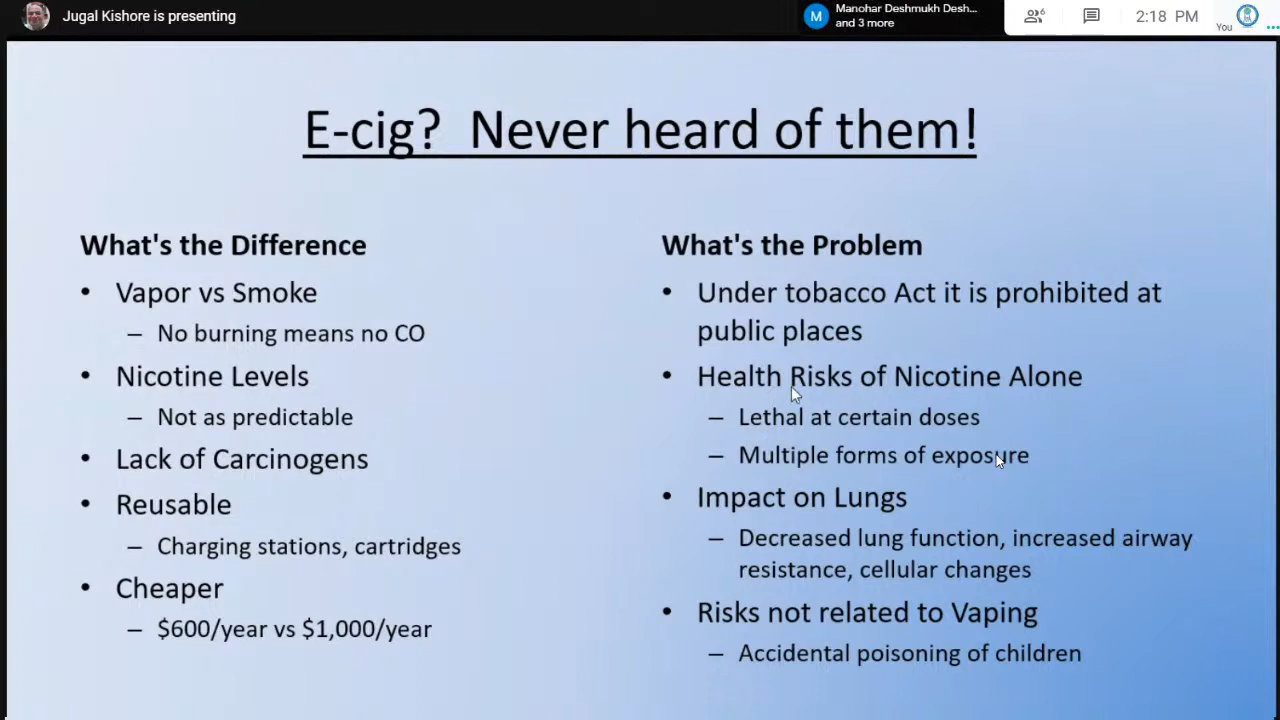 Jugal Kishore is presenting
M
Manohar Deshmukh Desh...
and 3 more
6
2:18 PM
You
E-cig? Never heard of them!
What's the Difference
• Vapor vs Smoke
– No burning means no CO
• Nicotine Levels
– Not as predictable
• Lack of Carcinogens
• Reusable
– Charging stations, cartridges
• Cheaper
– $600/year vs $1,000/year
What's the Problem
• Under tobacco Act it is prohibited at
public places
• Health Risks of Nicotine Alone
– Lethal at certain doses
– Multiple forms of exposure
• Impact on Lungs
– Decreased lung function, increased airway
resistance, cellular changes
• Risks not related to Vaping
– Accidental poisoning of children